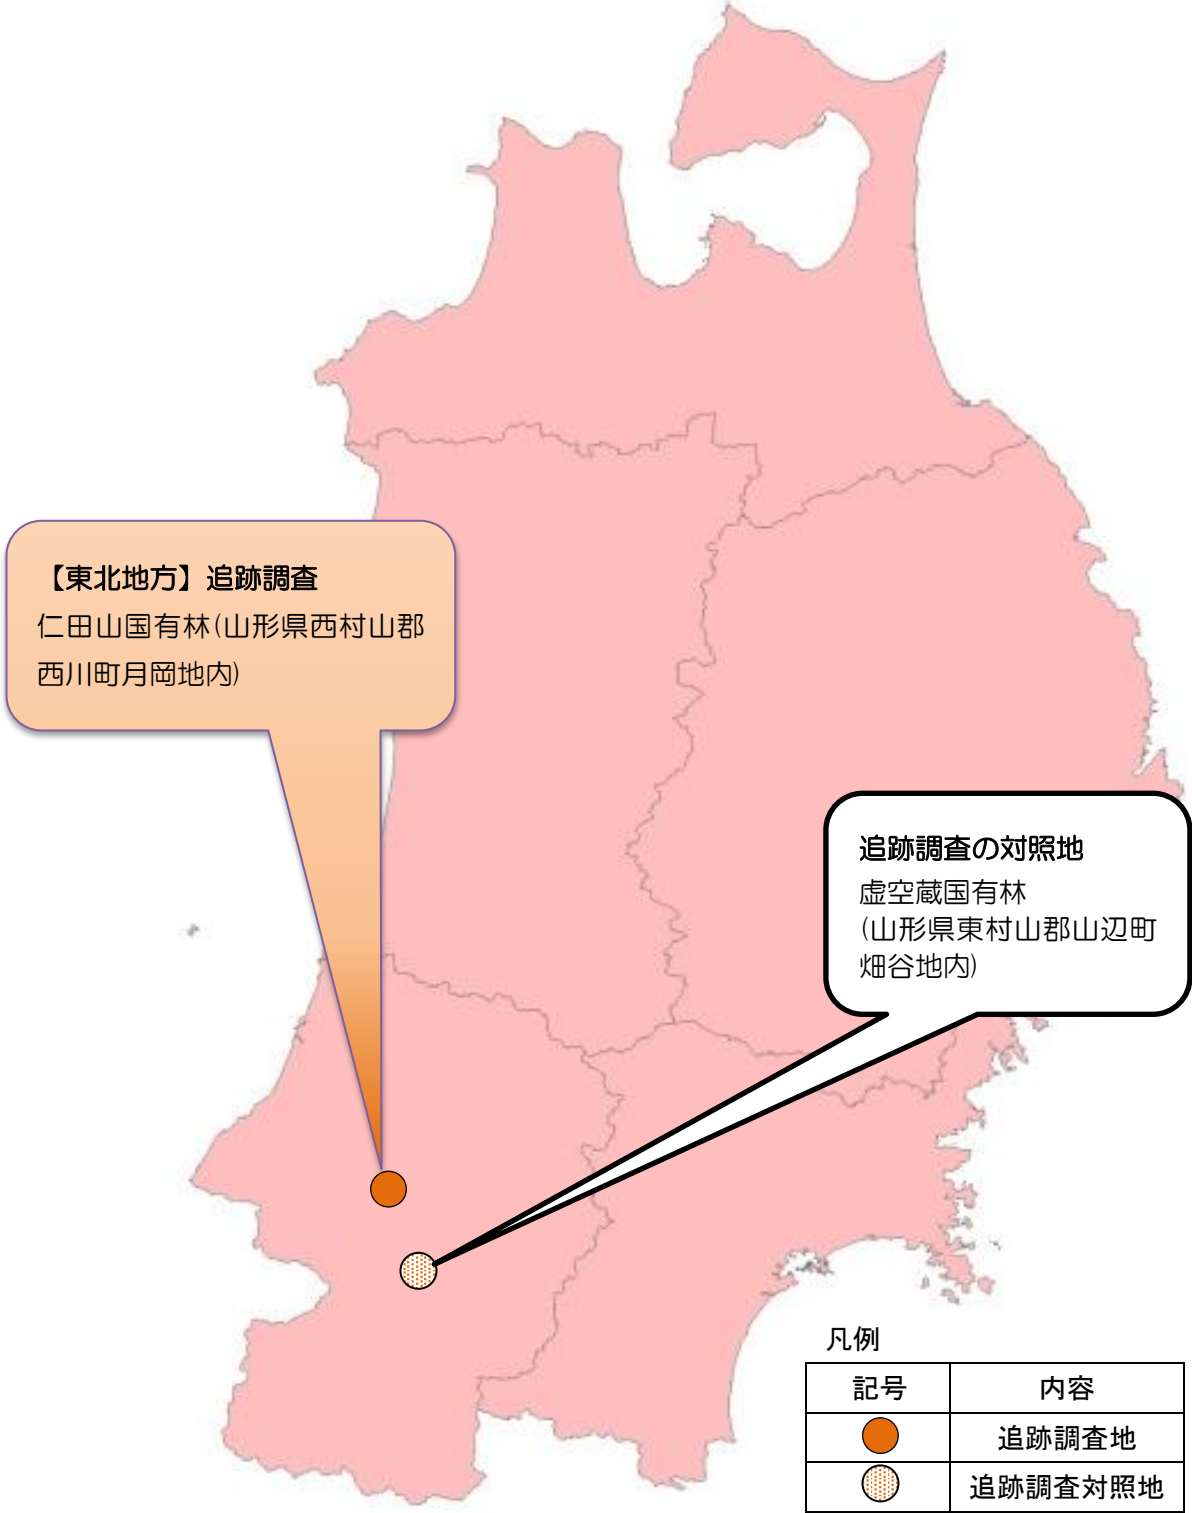 【東北地方】追跡調査
仁田山国有林(山形県西村山郡
西川町月岡地内)
追跡調査の対照地
虚空蔵国有林
(山形県東村山郡山辺町
畑谷地内)
凡例
記号 内容
追跡調査地
追跡調査対照地